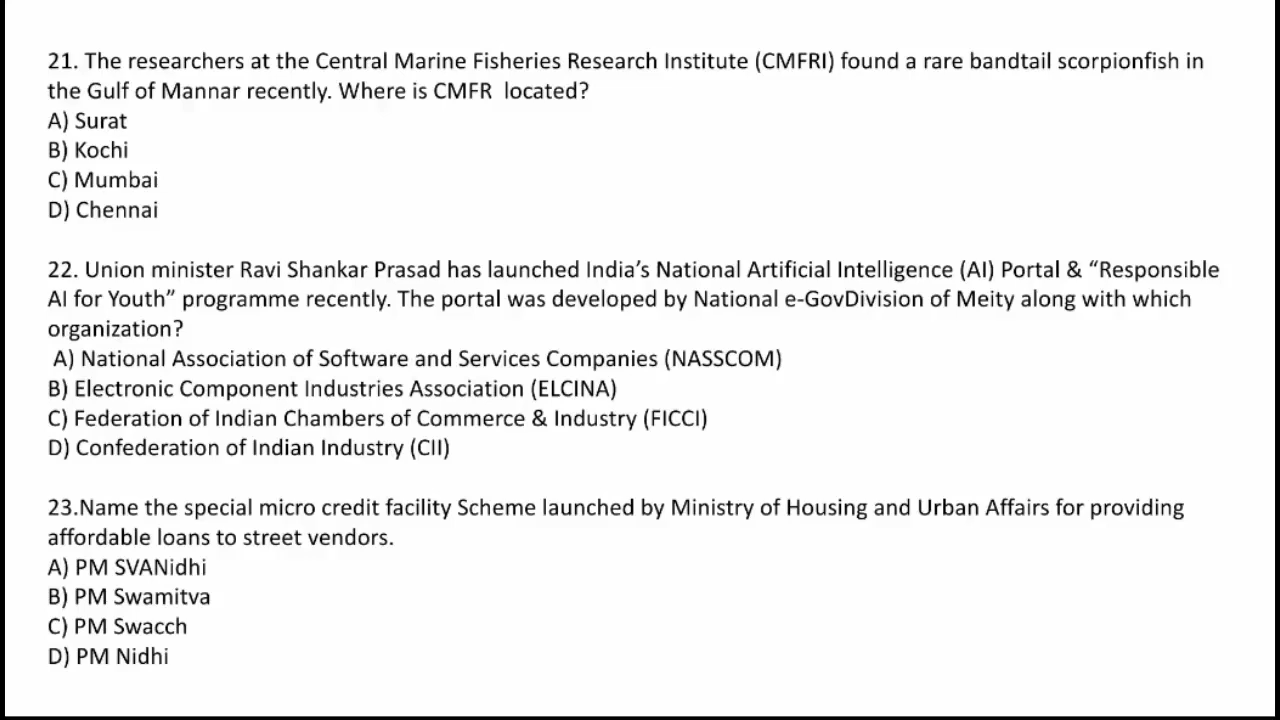 21. The researchers at the Central Marine Fisheries Research Institute (CMFRI) found a rare bandtail scorpionfish in
the Gulf of Mannar recently. Where is CMFR located?
A) Surat
B) Kochi
C) Mumbai
D) Chennai
22. Union minister Ravi Shankar Prasad has launched India’s National Artificial Intelligence (AI) Portal & “Responsible
AI for Youth” programme recently. The portal was developed by National e-GovDivision of Meity along with which
organization?
A) National Association of Software and Services Companies (NASSCOM)
B) Electronic Component Industries Association (ELCINA)
C) Federation of Indian Chambers of Commerce & Industry (FICCI)
D) Confederation of Indian Industry (CII)
23.Name the special micro credit facility Scheme launched by Ministry of Housing and Urban Affairs for providing
affordable loans to street vendors.
A) PM SVANidhi
B) PM Swamitva
C) PM Swacch
D) PM Nidhi